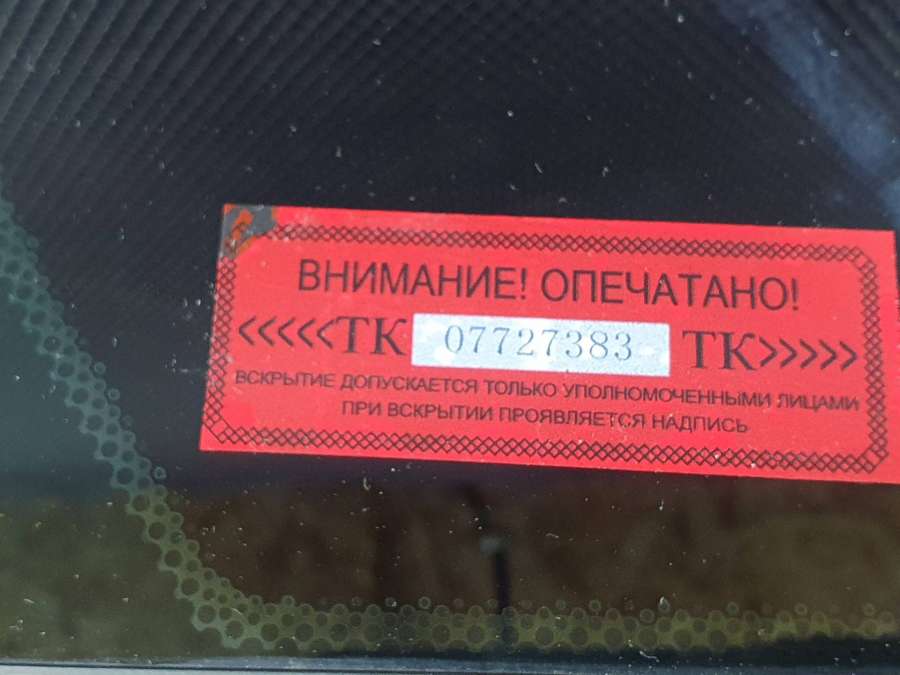 ВНИМАНИЕ! ОПЕЧАТАНО!
<<<<<ТК 07727383 ТК>>>>>
ВСКРЫТИЕ ДОПУСКАЕТСЯ ТОЛЬКО УПОЛНОМОЧЕННЫМИ ЛИЦАМИ
ПРИ ВСКРЫТИИ ПРОЯВЛЯЕТСЯ НАДПИСЬ